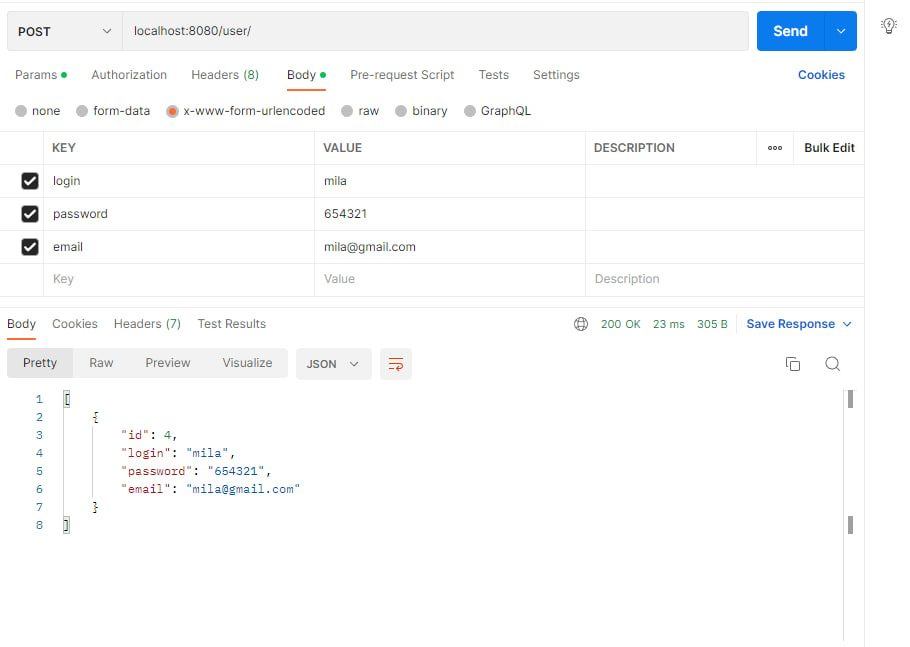 POST localhost:8080/user/ Send
Params Authorization Headers (8) Body Pre-request Script Tests Settings Cookies
none form-data x-www-form-urlencoded raw binary GraphQL
KEY VALUE DESCRIPTION ooo Bulk Edit
login mila
password 654321
email mila@gmail.com
Key Value Description
Body Cookies Headers (7) Test Results 200 OK 23 ms 305 B Save Response
Pretty Raw Preview Visualize JSON
1 [
2 {
3 "id": 4,
4 "login": "mila",
5 "password": "654321",
6 "email": "mila@gmail.com"
7 }
8 ]